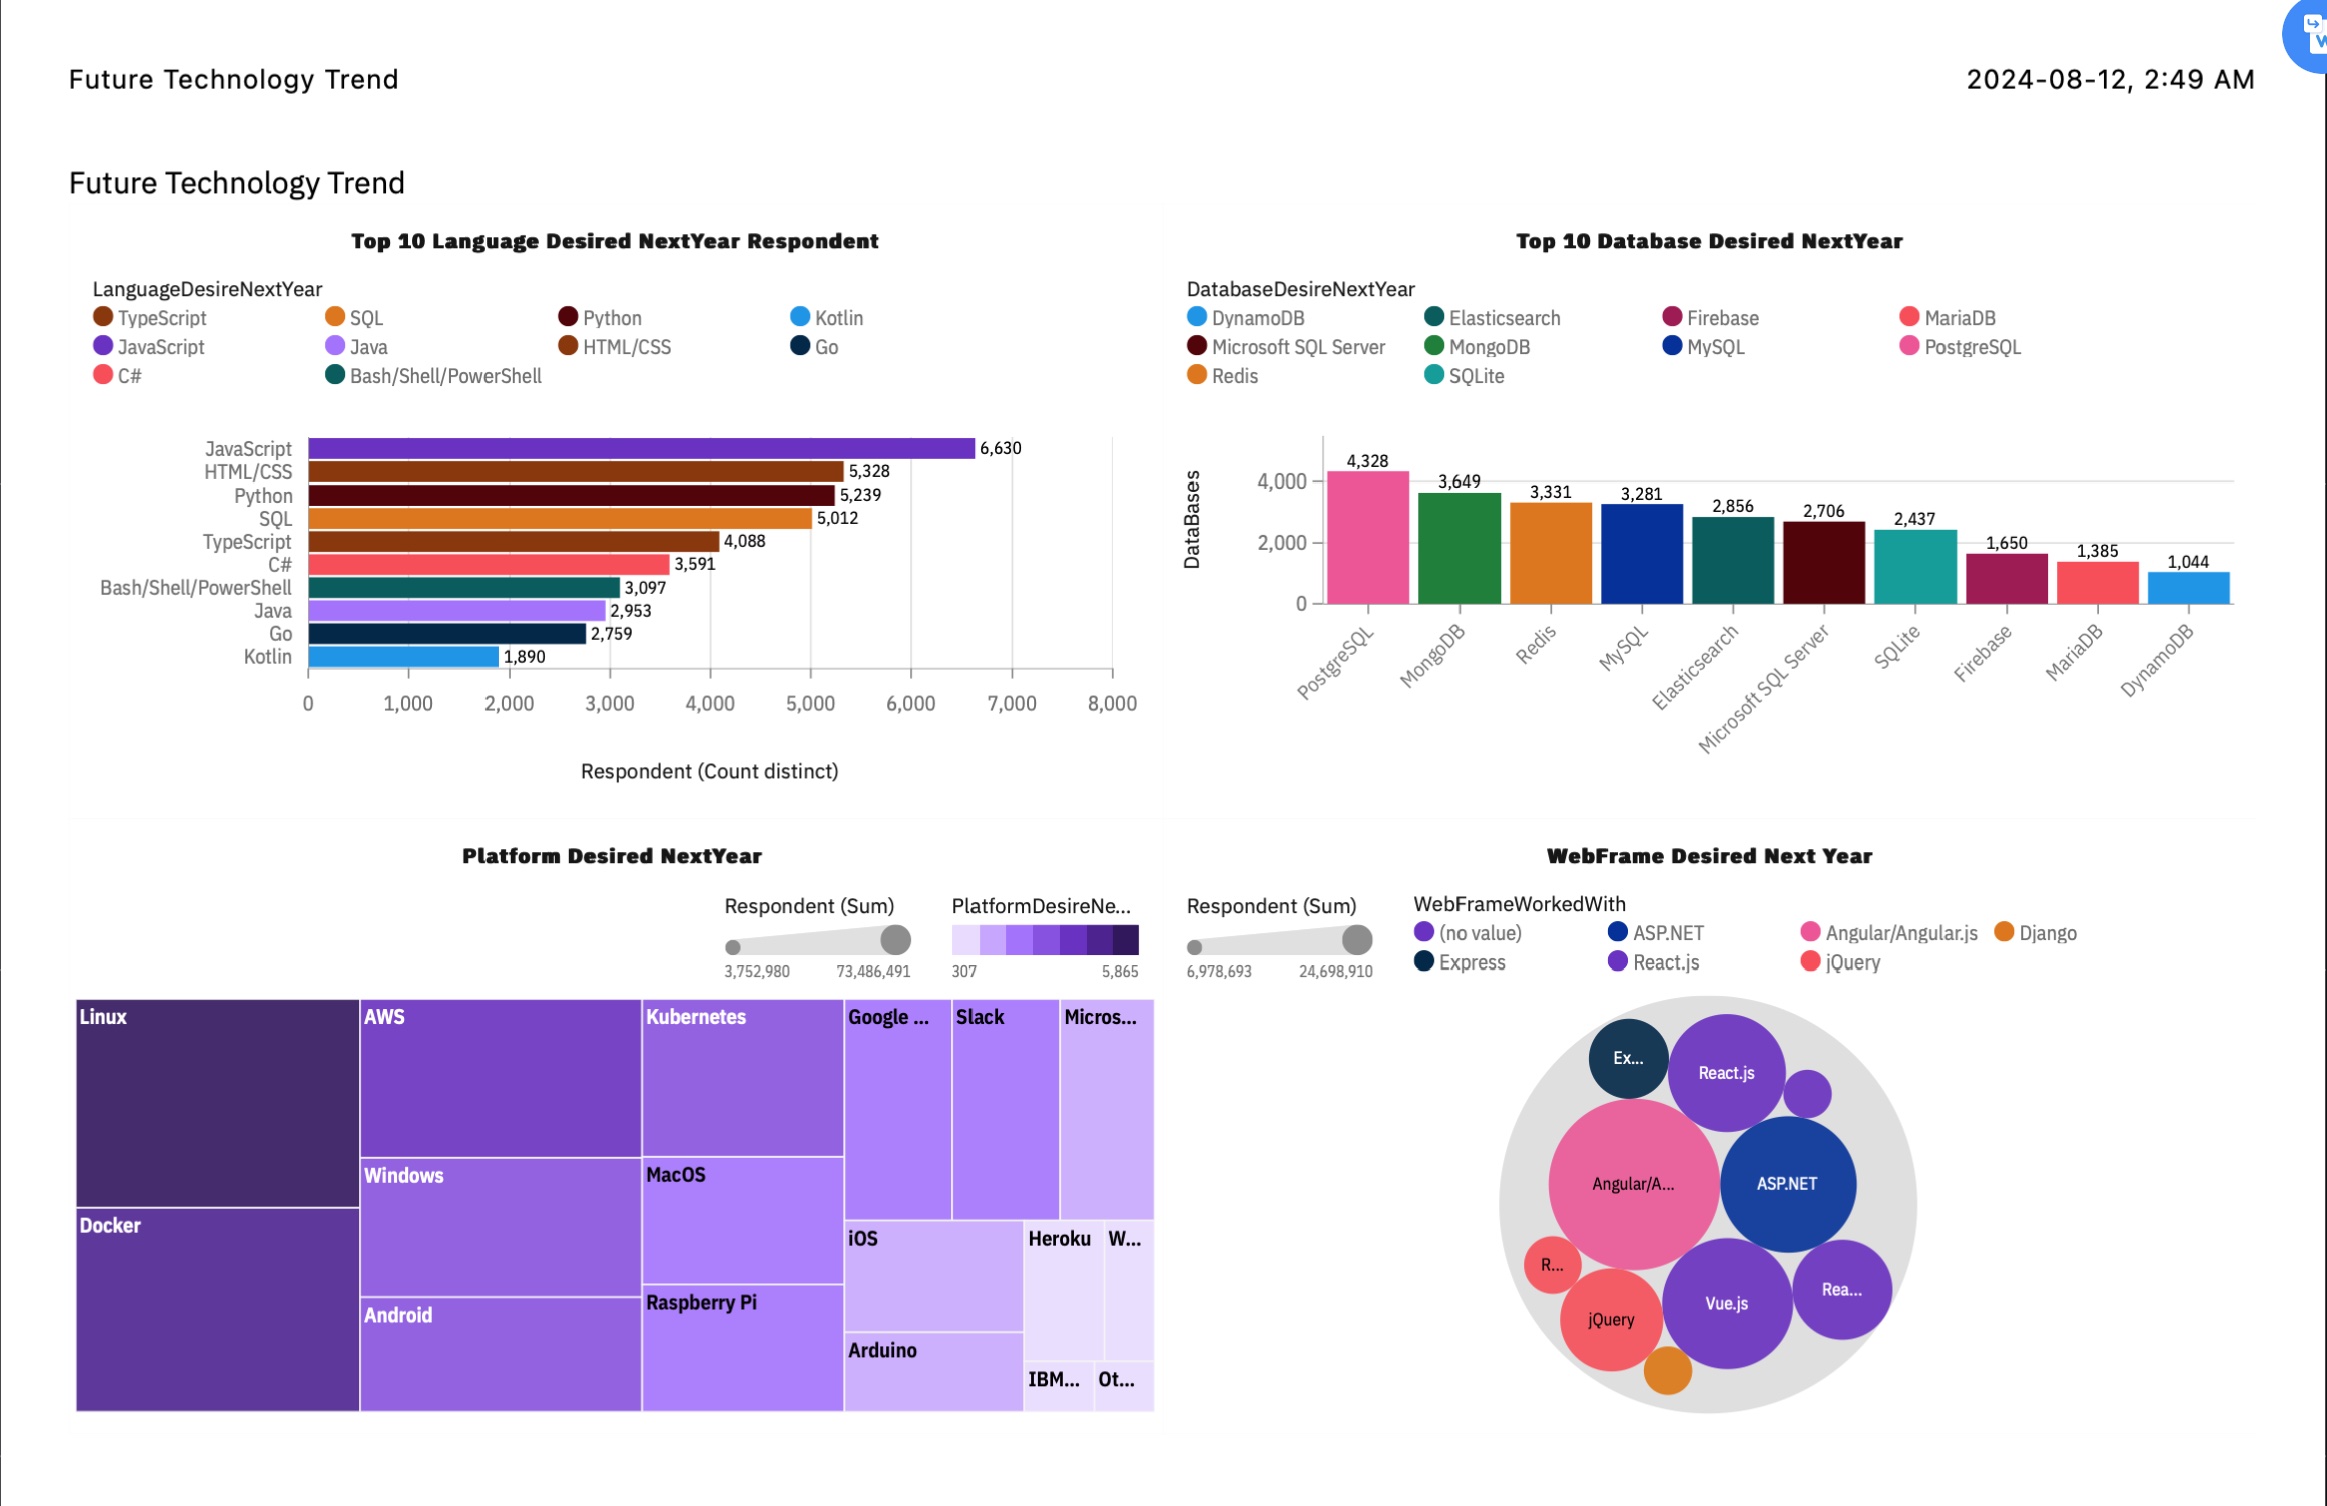 Future Technology Trend
2024-08-12, 2:49 AM
Future Technology Trend
Top 10 Language Desired NextYear Respondent
LanguageDesireNextYear
TypeScript SQL Python Kotlin
JavaScript Java HTML/CSS Go
C# Bash/Shell/PowerShell
JavaScript 6,630
HTML/CSS 5,328
Python 5,239
SQL 5,012
TypeScript 4,088
C# 3,591
Bash/Shell/PowerShell 3,097
Java 2,953
Go 2,759
Kotlin 1,890
0 1,000 2,000 3,000 4,000 5,000 6,000 7,000 8,000
Respondent (Count distinct)
Top 10 Database Desired NextYear
DatabaseDesireNextYear
DynamoDB Elasticsearch Firebase MariaDB
Microsoft SQL Server MongoDB MySQL PostgreSQL
Redis SQLite
DataBases
4,000
2,000
0
4,328 3,649 3,331 3,281 2,856 2,706 2,437 1,650 1,385 1,044
PostgreSQL MongoDB Redis MySQL Elasticsearch Microsoft SQL Server SQLite Firebase MariaDB DynamoDB
Platform Desired NextYear
Respondent (Sum) PlatformDesireNe...
3,752,980 73,486,491 307 5,865
Linux AWS Kubernetes Google ... Slack Micros...
Windows MacOS
Docker iOS Heroku W...
Android Raspberry Pi
Arduino IBM... Ot...
WebFrame Desired Next Year
Respondent (Sum) WebFrameWorkedWith
6,978,693 24,698,910
(no value) ASP.NET Angular/Angular.js Django
Express React.js jQuery
Ex... React.js
Angular/A... ASP.NET
R...
Rea...
jQuery Vue.js